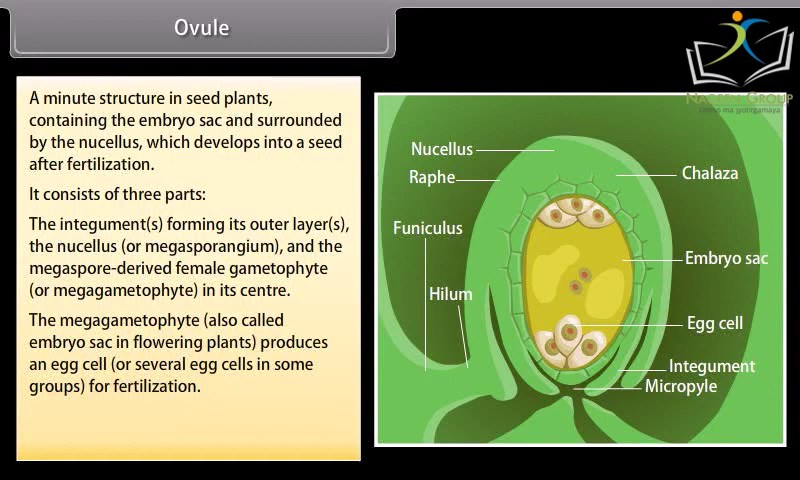 Ovule
NAGEEN GROUP
A minute structure in seed plants,
containing the embryo sac and surrounded
by the nucellus, which develops into a seed
after fertilization.
It consists of three parts:
The integument(s) forming its outer layer(s),
the nucellus (or megasporangium), and the
megaspore-derived female gametophyte
(or megagametophyte) in its centre.
The megagametophyte (also called
embryo sac in flowering plants) produces
an egg cell (or several egg cells in some
groups) for fertilization.
Nucellus
Raphe
Chalaza
Funiculus
Embryo sac
Hilum
Egg cell
Integument
Micropyle